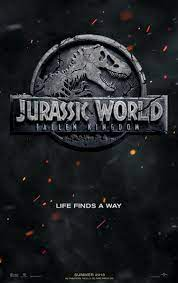 JURASSIC WORLD
FALLEN KINGDOM
LIFE FINDS A WAY
SUMMER 2018